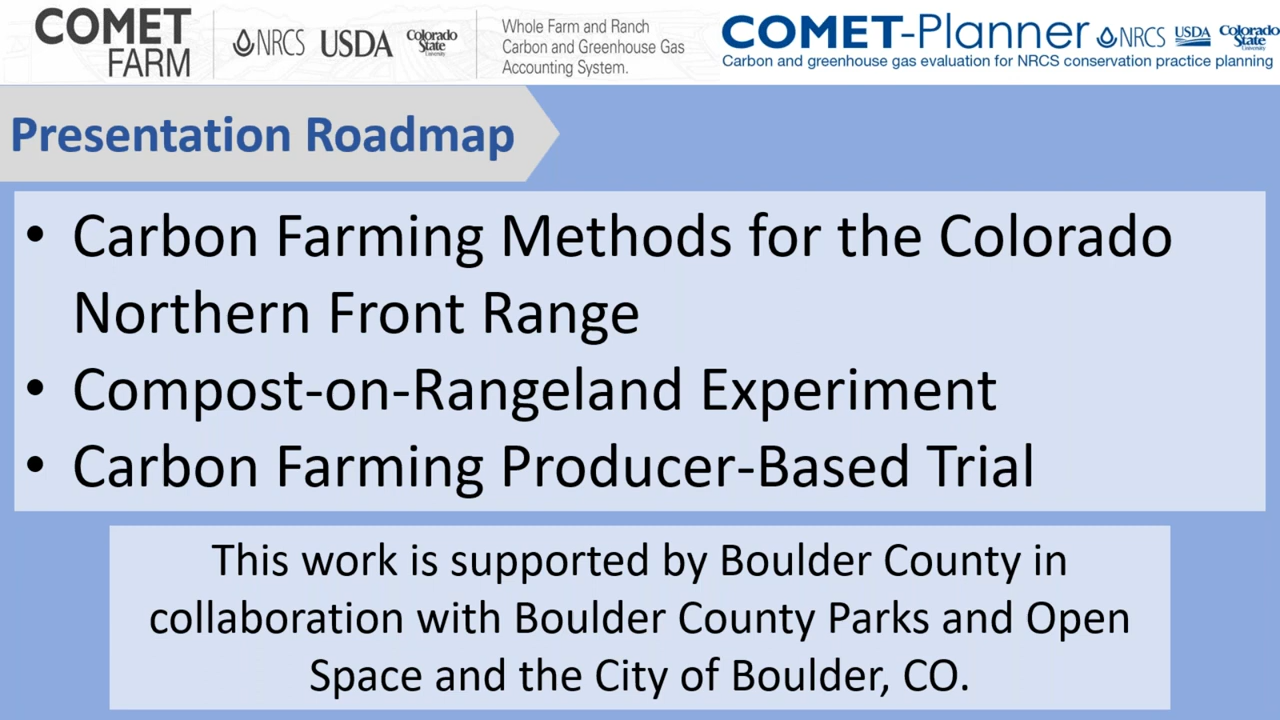 COMET
FARM
NRCS USDA Colorado State University
Whole Farm and Ranch
Carbon and Greenhouse Gas
Accounting System.
COMET-Planner NRCS USDA Colorado State University
Carbon and greenhouse gas evaluation for NRCS conservation practice planning
Presentation Roadmap
• Carbon Farming Methods for the Colorado
Northern Front Range
• Compost-on-Rangeland Experiment
• Carbon Farming Producer-Based Trial
This work is supported by Boulder County in
collaboration with Boulder County Parks and Open
Space and the City of Boulder, CO.